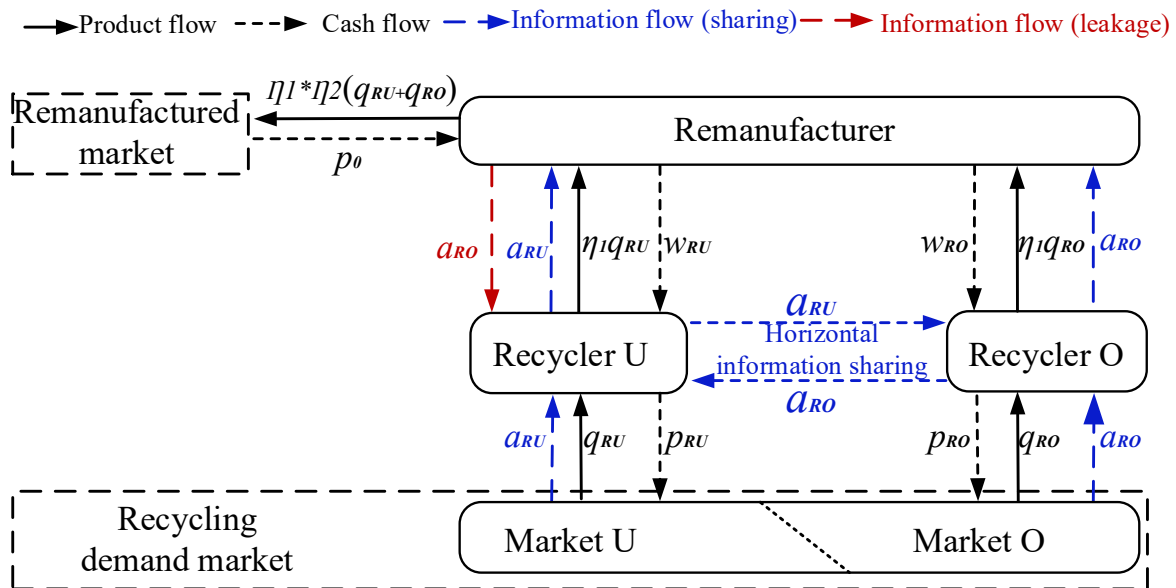 Product flow Cash flow Information flow (sharing) Information flow (leakage)
η1*η2(qRU+qRO)
Remanufactured
market
p0
Remanufacturer
aRO aRU η1qRU wRU wRO η1qRO aRO
aRU
Horizontal
information sharing
aRO
Recycler U
Recycler O
aRU qRU pRU pRO qRO aRO
Recycling
demand market
Market U
Market O